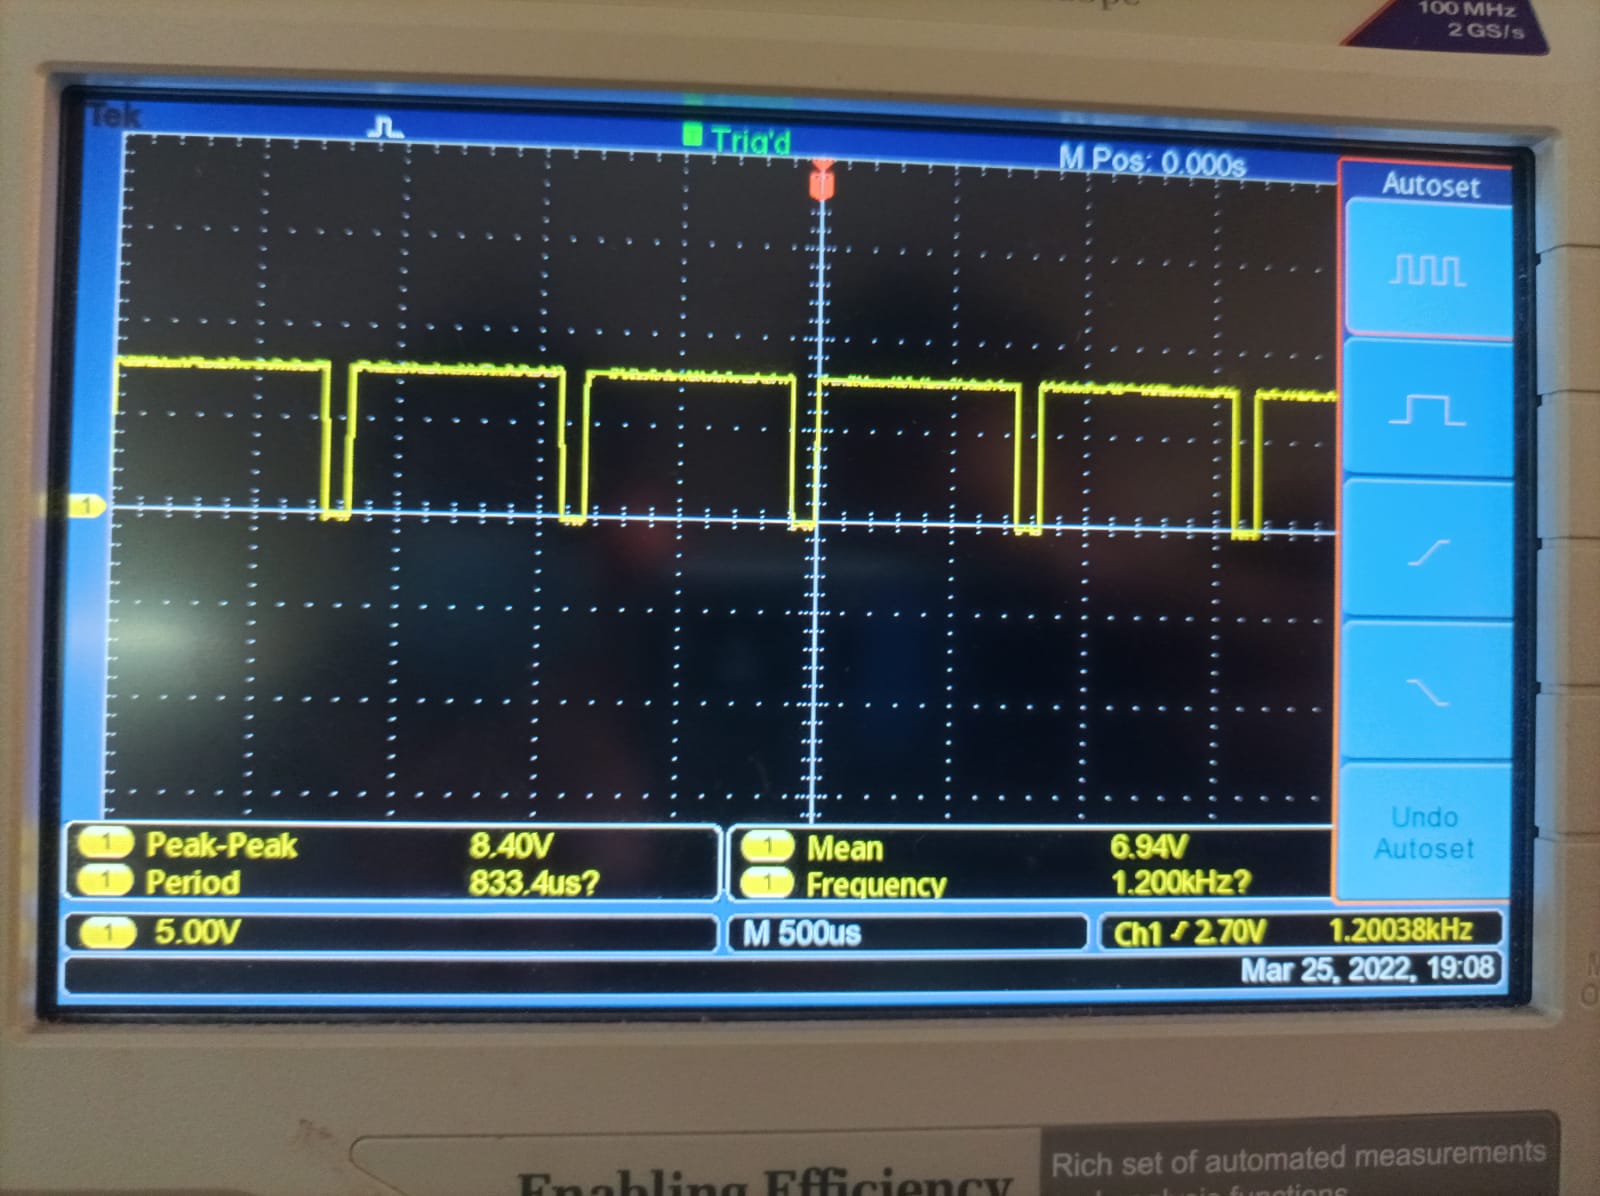 100 MHz
2 GS/s
Tek
Trig'd
M Pos: 0.000s
Autoset
1
Undo
Autoset
1 Peak-Peak 8.40V
1 Mean 6.94V
1 Period 833.4us?
1 Frequency 1.200kHz?
1 5.00V
M 500us
Ch1 2.70V 1.20038kHz
Mar 25, 2022, 19:08
Enabling Efficiency
Rich set of automated measurements